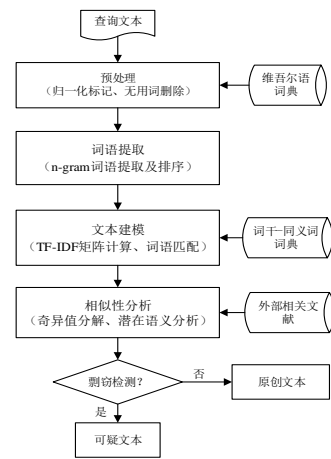 查询文本
预处理
(归一化标记、无用词删除)
维吾尔语
词典
词语提取
(n-gram词语提取及排序)
文本建模
(TF-IDF矩阵计算、词语匹配)
词干—同义词
词典
相似性分析
(奇异值分解、潜在语义分析)
外部相关文
献
剽窃检测?
否
原创文本
是
可疑文本